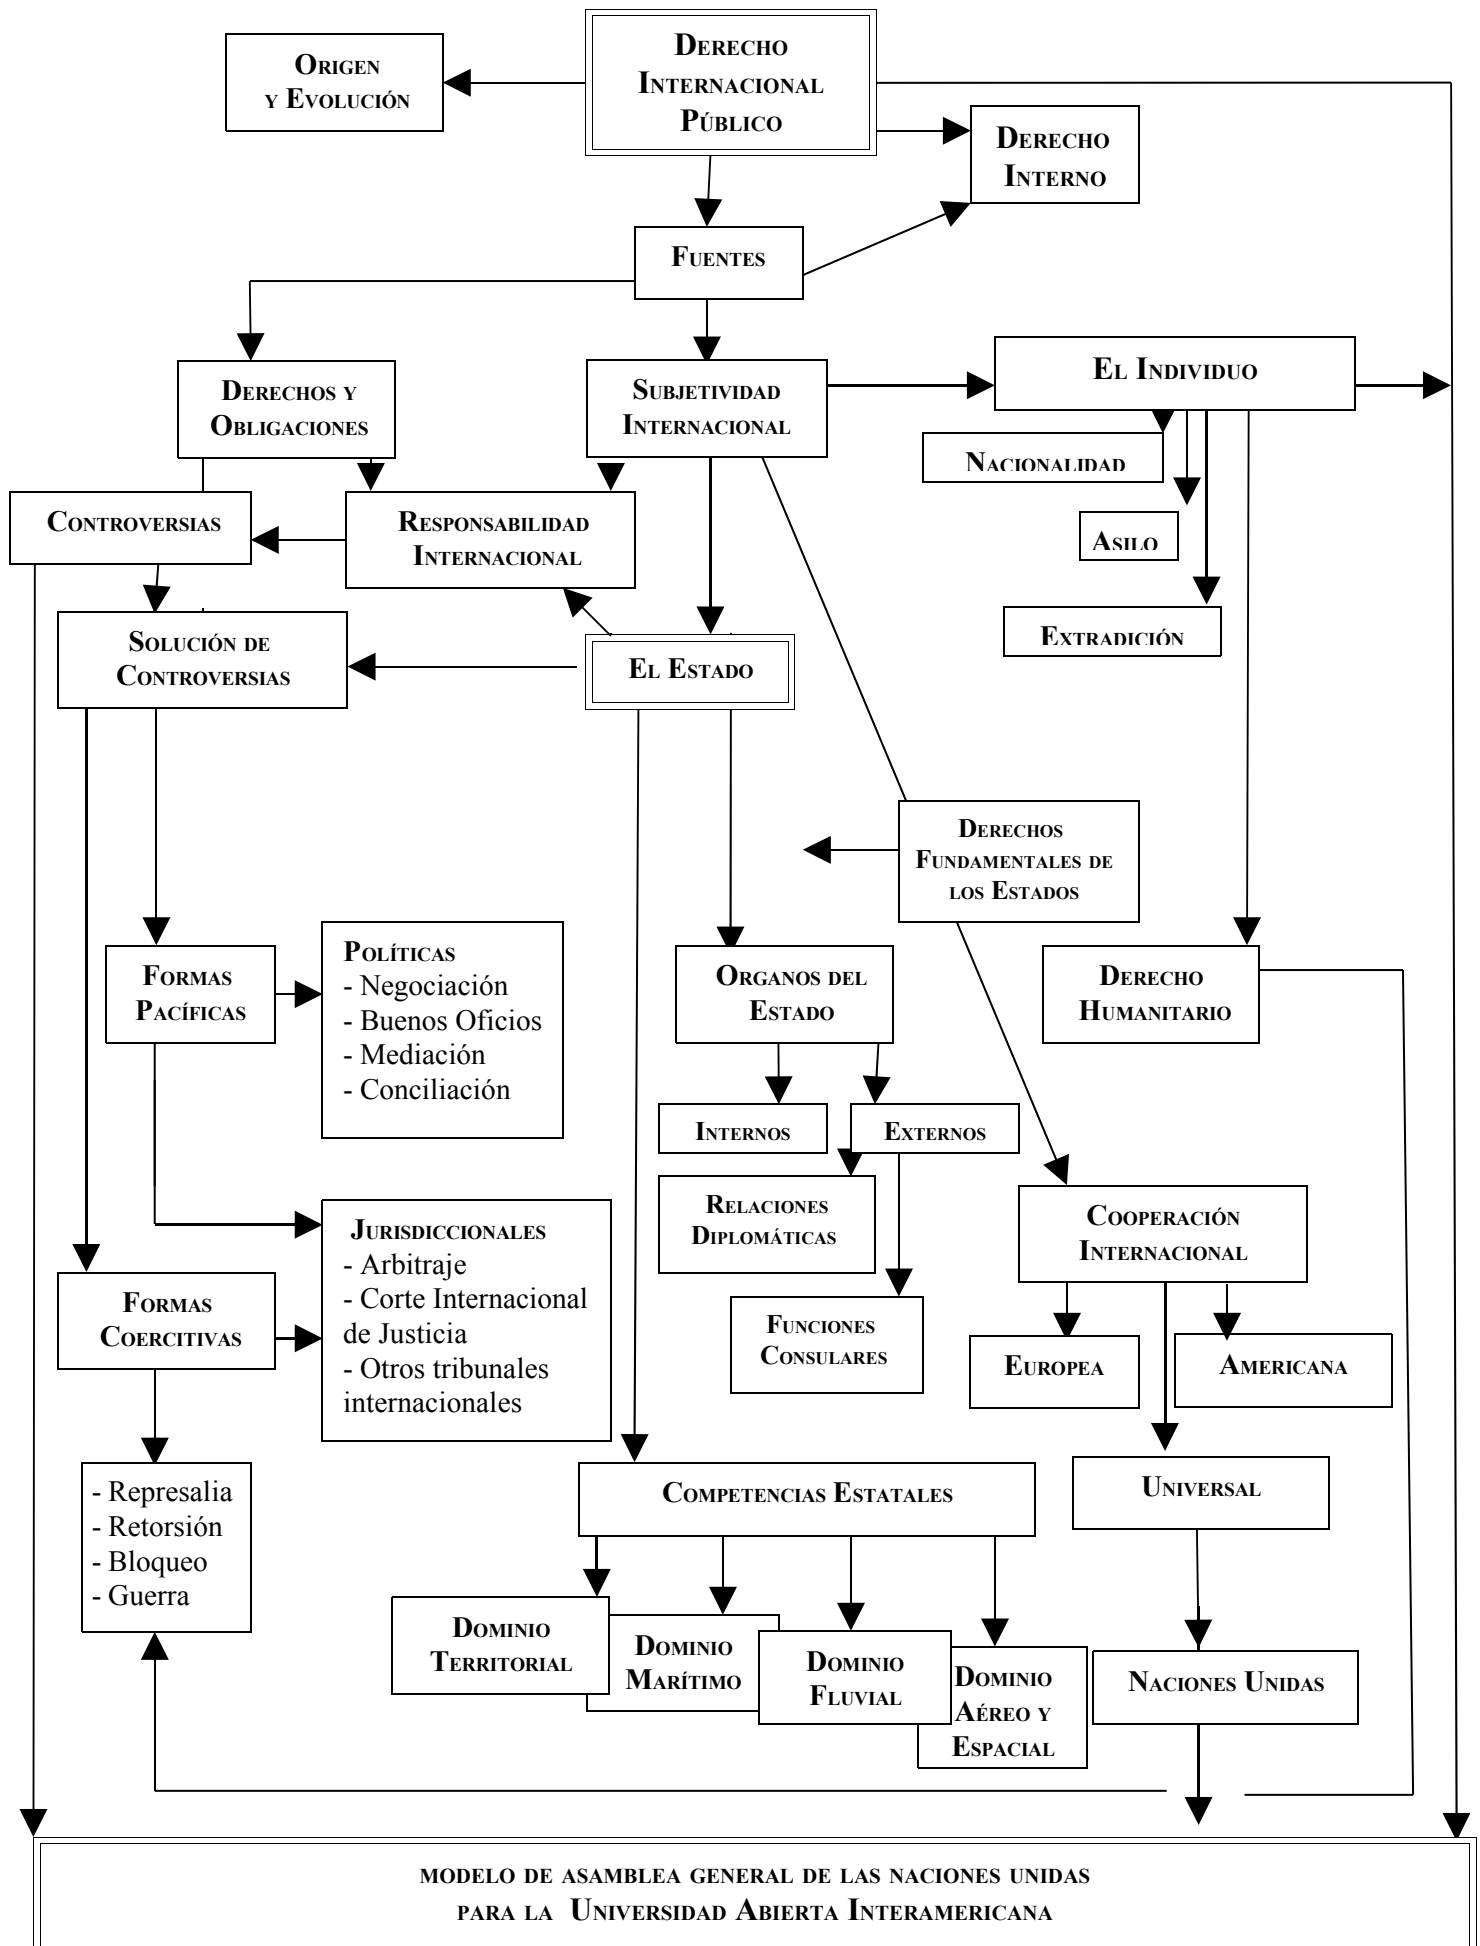 Derecho
Internacional
Público
Origen
y Evolución
Derecho
Interno
Fuentes
Derechos y
Obligaciones
Subjetividad
Internacional
El Individuo
Nacionalidad
Asilo
Extradición
Controversias
Responsabilidad
Internacional
Solución de
Controversias
El Estado
Derechos
Fundamentales de
los Estados
Formas
Pacíficas
Políticas
- Negociación
- Buenos Oficios
- Mediación
- Conciliación
Organos del
Estado
Derecho
Humanitario
Internos
Externos
Relaciones
Diplomáticas
Funciones
Consulares
Cooperación
Internacional
Jurisdiccionales
- Arbitraje
- Corte Internacional
de Justicia
- Otros tribunales
internacionales
Formas
Coercitivas
Europea
Americana
- Represalia
- Retorsión
- Bloqueo
- Guerra
Competencias Estatales
Universal
Dominio
Territorial
Dominio
Marítimo
Dominio
Fluvial
Dominio
Aéreo y
Espacial
Naciones Unidas
modelo de asamblea general de las naciones unidas
para la Universidad Abierta Interamericana